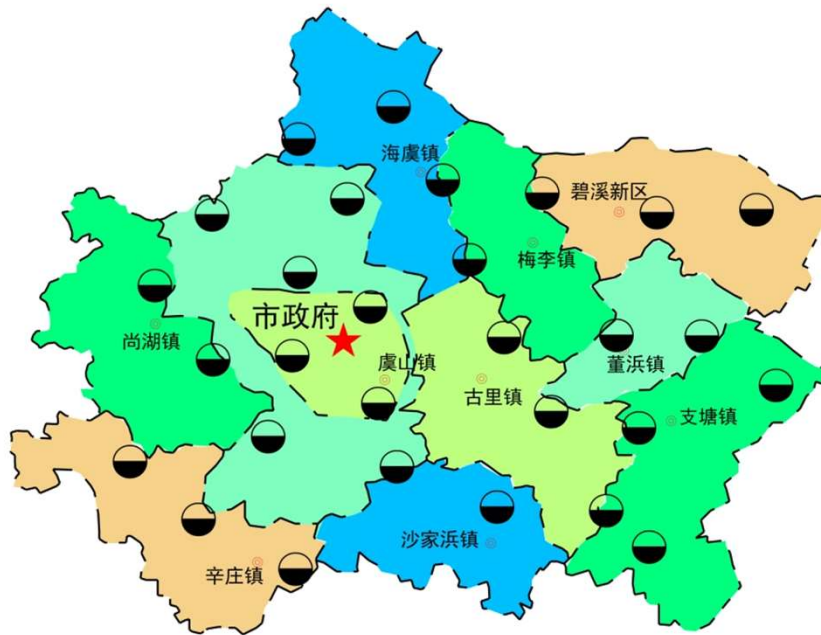 海虞镇
碧溪新区
梅李镇
市政府
尚湖镇
虞山镇
董浜镇
古里镇
支塘镇
沙家浜镇
辛庄镇